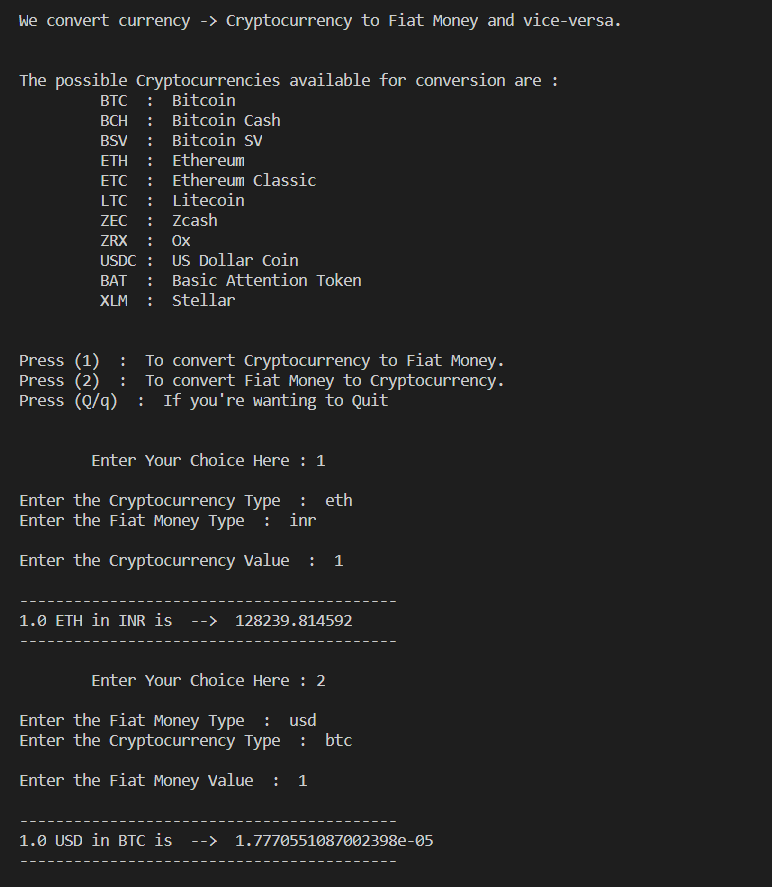 We convert currency -> Cryptocurrency to Fiat Money and vice-versa.
The possible Cryptocurrencies available for conversion are :
BTC  :  Bitcoin
BCH  :  Bitcoin Cash
BSV  :  Bitcoin SV
ETH  :  Ethereum
ETC  :  Ethereum Classic
LTC  :  Litecoin
ZEC  :  Zcash
ZRX  :  Ox
USDC :  US Dollar Coin
BAT  :  Basic Attention Token
XLM  :  Stellar
Press (1)  :  To convert Cryptocurrency to Fiat Money.
Press (2)  :  To convert Fiat Money to Cryptocurrency.
Press (Q/q)  :  If you're wanting to Quit
Enter Your Choice Here : 1
Enter the Cryptocurrency Type  :  eth
Enter the Fiat Money Type  :  inr
Enter the Cryptocurrency Value  :  1
------------------------------------------
1.0 ETH in INR is  -->  128239.814592
------------------------------------------
Enter Your Choice Here : 2
Enter the Fiat Money Type  :  usd
Enter the Cryptocurrency Type  :  btc
Enter the Fiat Money Value  :  1
------------------------------------------
1.0 USD in BTC is  -->  1.7770551087002398e-05
------------------------------------------